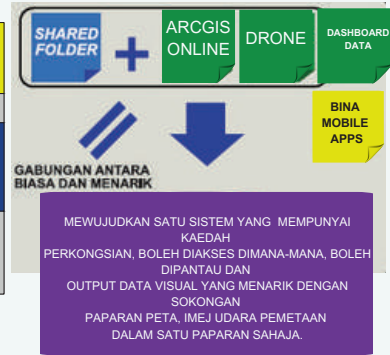 SHARED
FOLDER
+
ARCGIS
ONLINE
DRONE
DASHBOARD
DATA
BINA
MOBILE
APPS
GABUNGAN ANTARA
BIASA DAN MENARIK
MEWUJUDKAN SATU SISTEM YANG MEMPUNYAI
KAEDAH
PERKONGSIAN, BOLEH DIAKSES DIMANA-MANA, BOLEH
DIPANTAU DAN
OUTPUT DATA VISUAL YANG MENARIK DENGAN
SOKONGAN
PAPARAN PETA, IMEJ UDARA PEMETAAN
DALAM SATU PAPARAN SAHAJA.